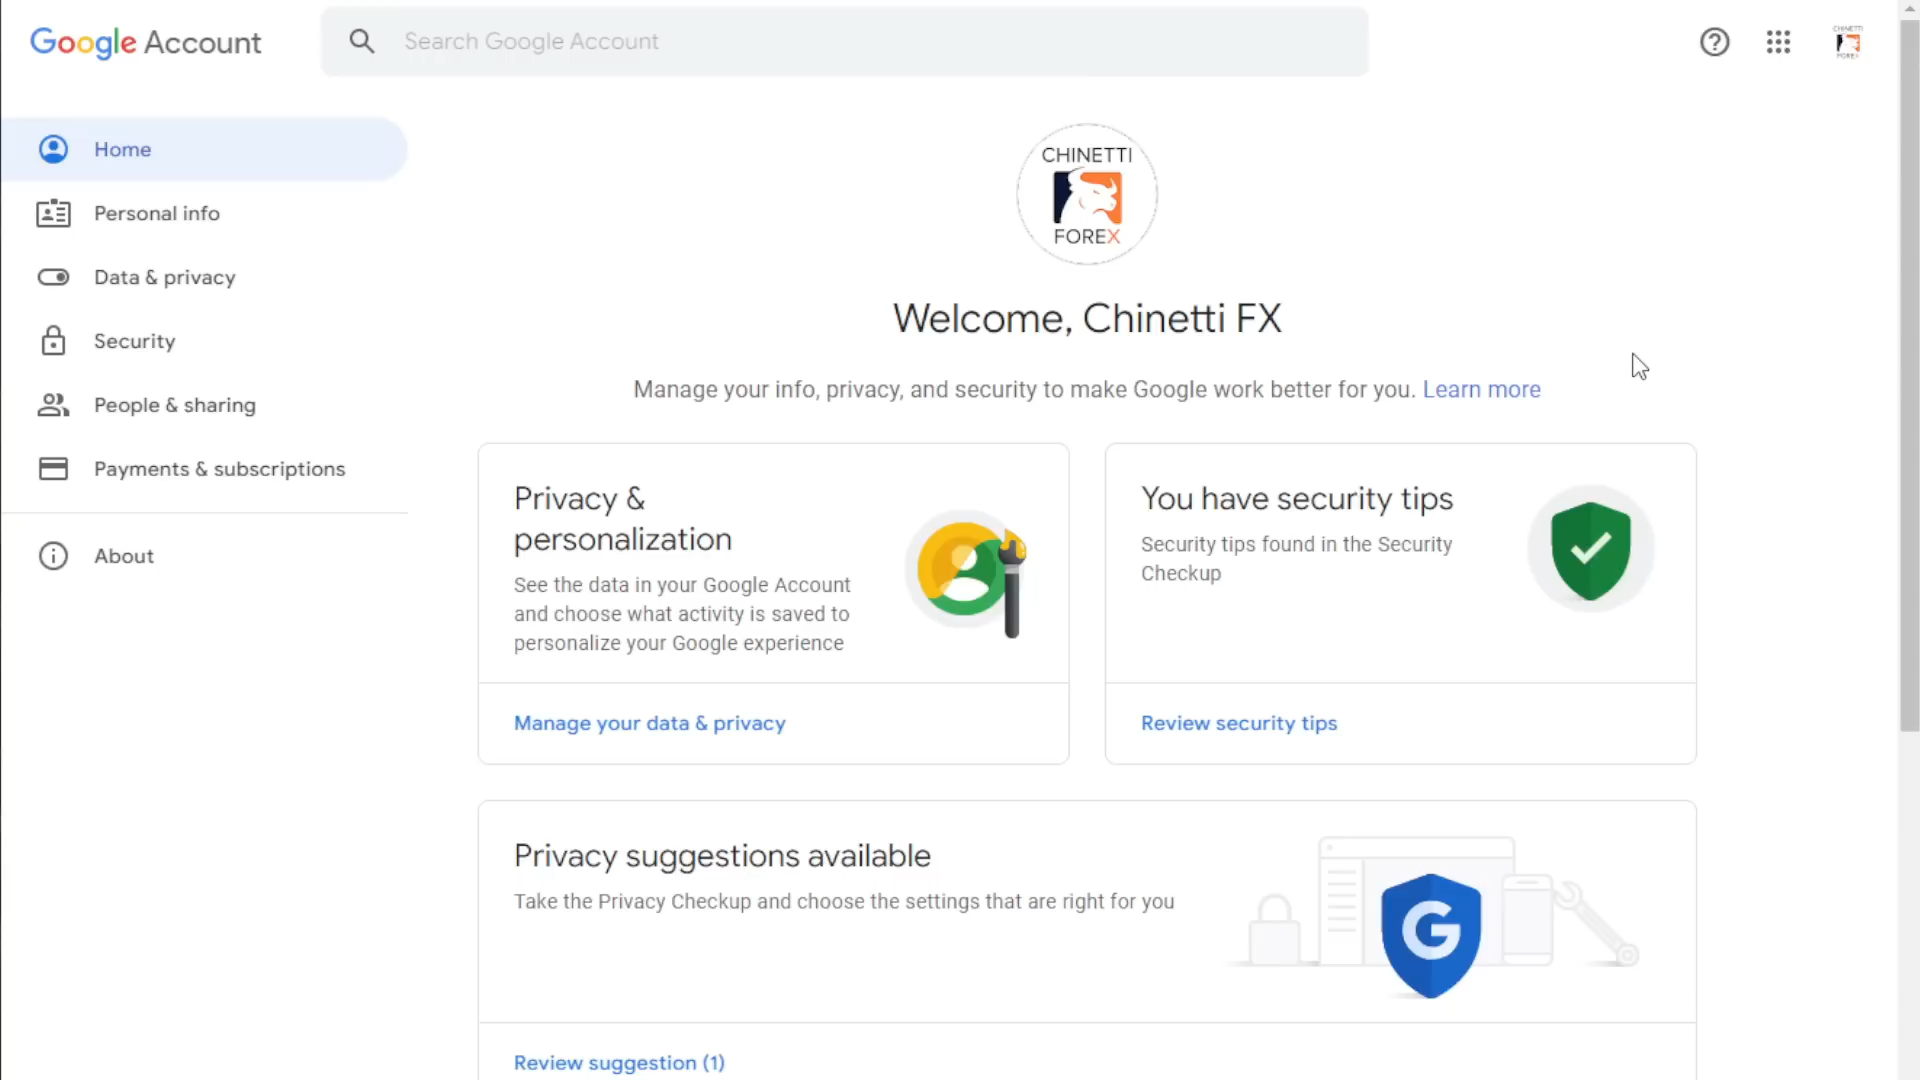 Google Account
Search Google Account
CHINETTI
FOREX
Home
Personal info
Data & privacy
Security
People & sharing
Payments & subscriptions
About
CHINETTI
FOREX
Welcome, Chinetti FX
Manage your info, privacy, and security to make Google work better for you. Learn more
Privacy &
personalization
See the data in your Google Account
and choose what activity is saved to
personalize your Google experience
Manage your data & privacy
You have security tips
Security tips found in the Security
Checkup
Review security tips
Privacy suggestions available
Take the Privacy Checkup and choose the settings that are right for you
G
Review suggestion (1)